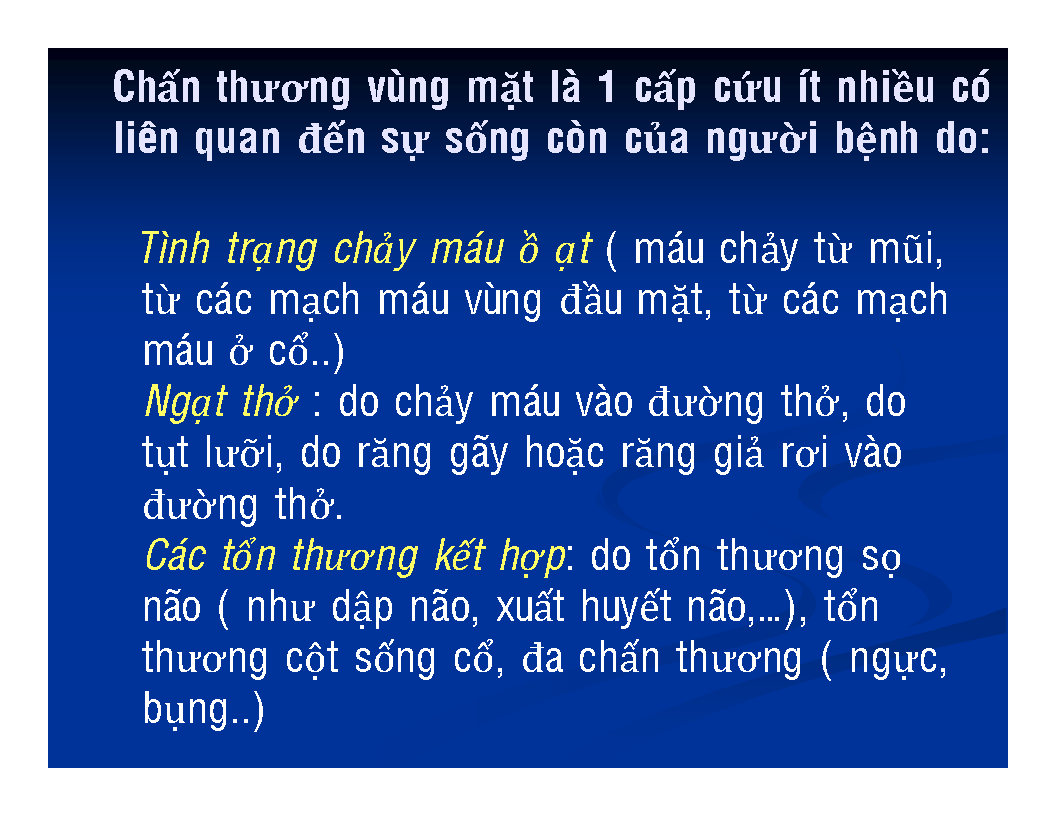 Chấn thương vùng mặt là 1 cấp cứu ít nhiều có
liên quan đến sự sống còn của người bệnh do:
Tình trạng chảy máu ồ ạt ( máu chảy từ mũi,
từ các mạch máu vùng đầu mặt, từ các mạch
máu ở cổ..)
Ngạt thở : do chảy máu vào đường thở, do
tụt lưỡi, do răng gãy hoặc răng giả rơi vào
đường thở.
Các tổn thương kết hợp: do tổn thương sọ
não ( như dập não, xuất huyết não,...), tổn
thương cột sống cổ, đa chấn thương ( ngực,
bụng..)